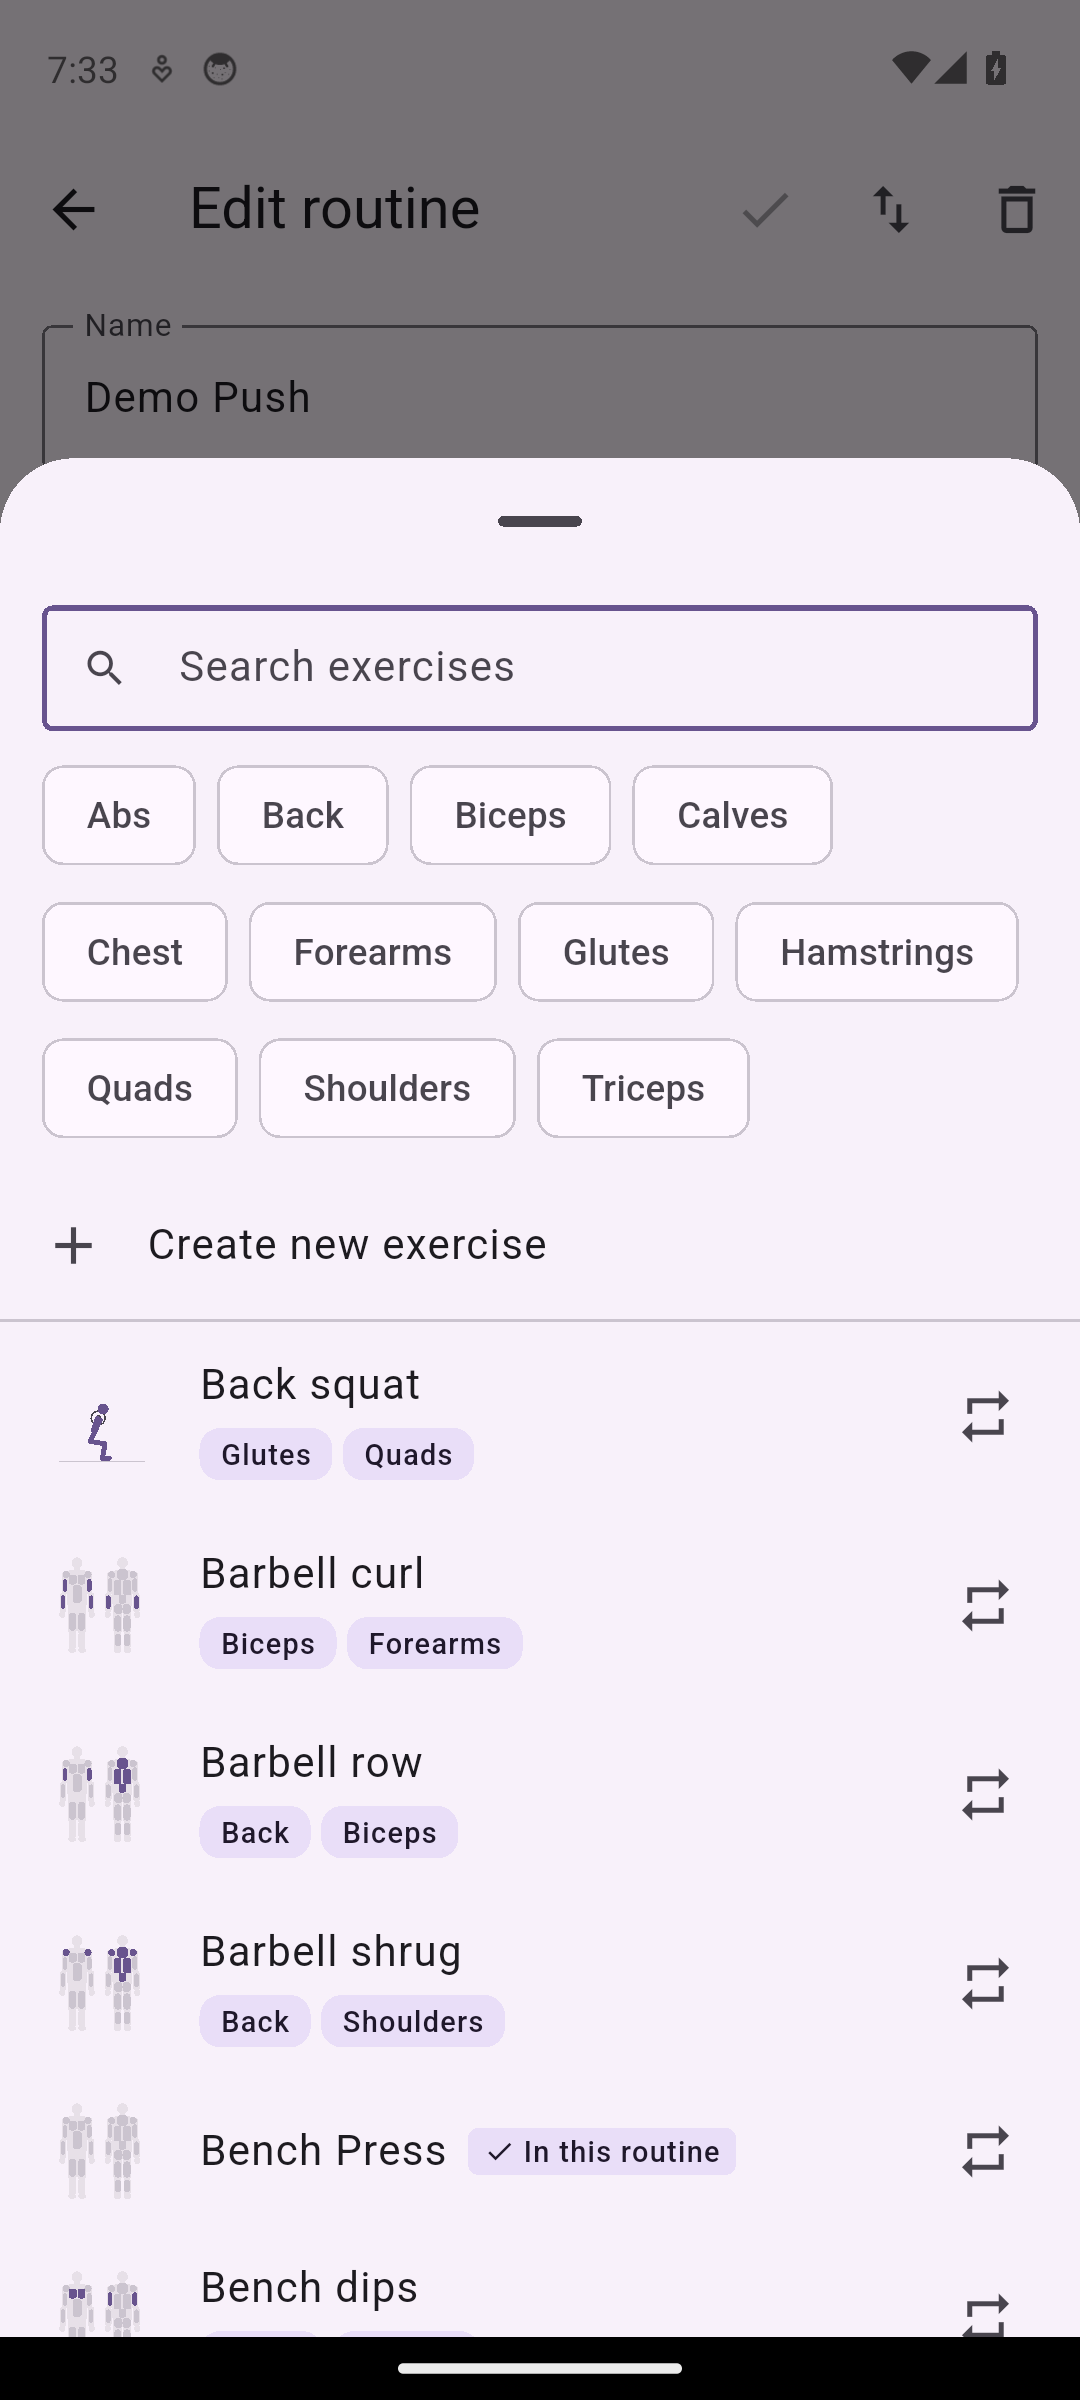 7:33
Edit routine
Name
Demo Push
Search exercises
Abs Back Biceps Calves
Chest Forearms Glutes Hamstrings
Quads Shoulders Triceps
Create new exercise
Back squat
Glutes Quads
Barbell curl
Biceps Forearms
Barbell row
Back Biceps
Barbell shrug
Back Shoulders
Bench Press In this routine
Bench dips